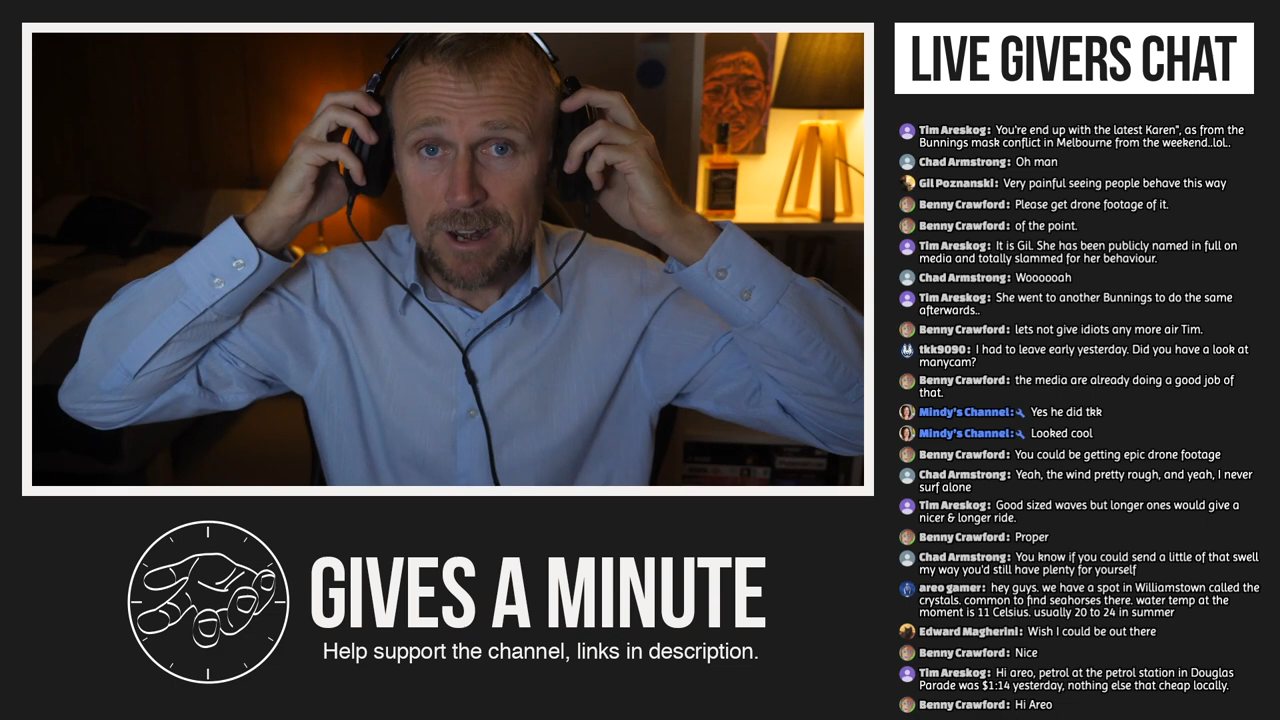 LIVE GIVERS CHAT
Tim Areskog: You're end up with the latest Karen", as from the
Bunnings mask conflict in Melbourne from the weekend..lol..
Chad Armstrong: Oh man
Gil Poznanski: Very painful seeing people behave this way
Benny Crawford: Please get drone footage of it.
Benny Crawford: of the point.
Tim Areskog: It is Gil. She has been publicly named in full on
media and totally slammed for her behaviour.
Chad Armstrong: Woooooah
Tim Areskog: She went to another Bunnings to do the same
afterwards..
Benny Crawford: lets not give idiots any more air Tim.
tkk9090: I had to leave early yesterday. Did you have a look at
manycam?
Benny Crawford: the media are already doing a good job of
that.
Mindy's Channel: Yes he did tkk
Mindy's Channel: Looked cool
Benny Crawford: You could be getting epic drone footage
Chad Armstrong: Yeah, the wind pretty rough, and yeah, I never
surf alone
Tim Areskog: Good sized waves but longer ones would give a
nicer & longer ride.
Benny Crawford: Proper
Chad Armstrong: You know if you could send a little of that swell
my way you'd still have plenty for yourself
areo gamer: hey guys. we have a spot in Williamstown called the
crystals. common to find seahorses there. water temp at the
moment is 11 Celsius. usually 20 to 24 in summer
Edward Magherini: Wish I could be out there
Benny Crawford: Nice
Tim Areskog: Hi areo, petrol at the petrol station in Douglas
Parade was $1:14 yesterday, nothing else that cheap locally.
Benny Crawford: Hi Areo
GIVES A MINUTE
Help support the channel, links in description.